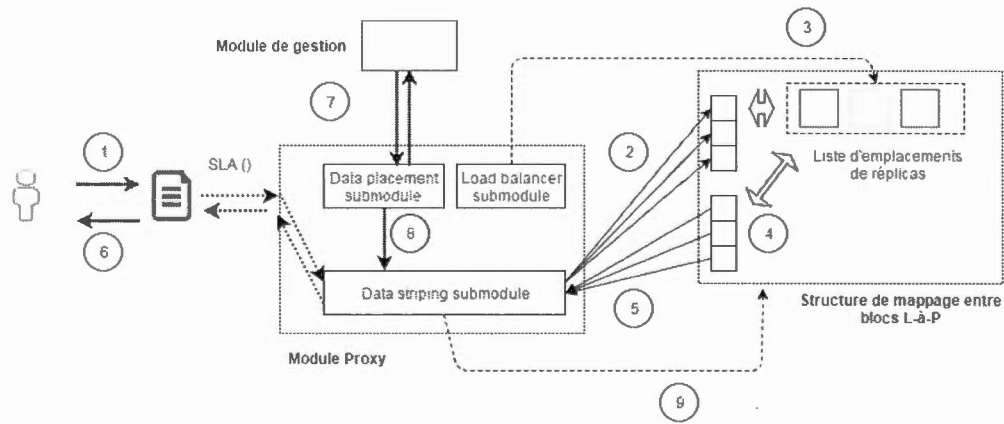 Module de gestion
3
7
1
SLA ()
2
Data placement
submodule
Load balancer
submodule
Liste d'emplacements
de réplicas
6
8
4
Data striping submodule
5
Structure de mappage entre
blocs L-à-P
Module Proxy
9